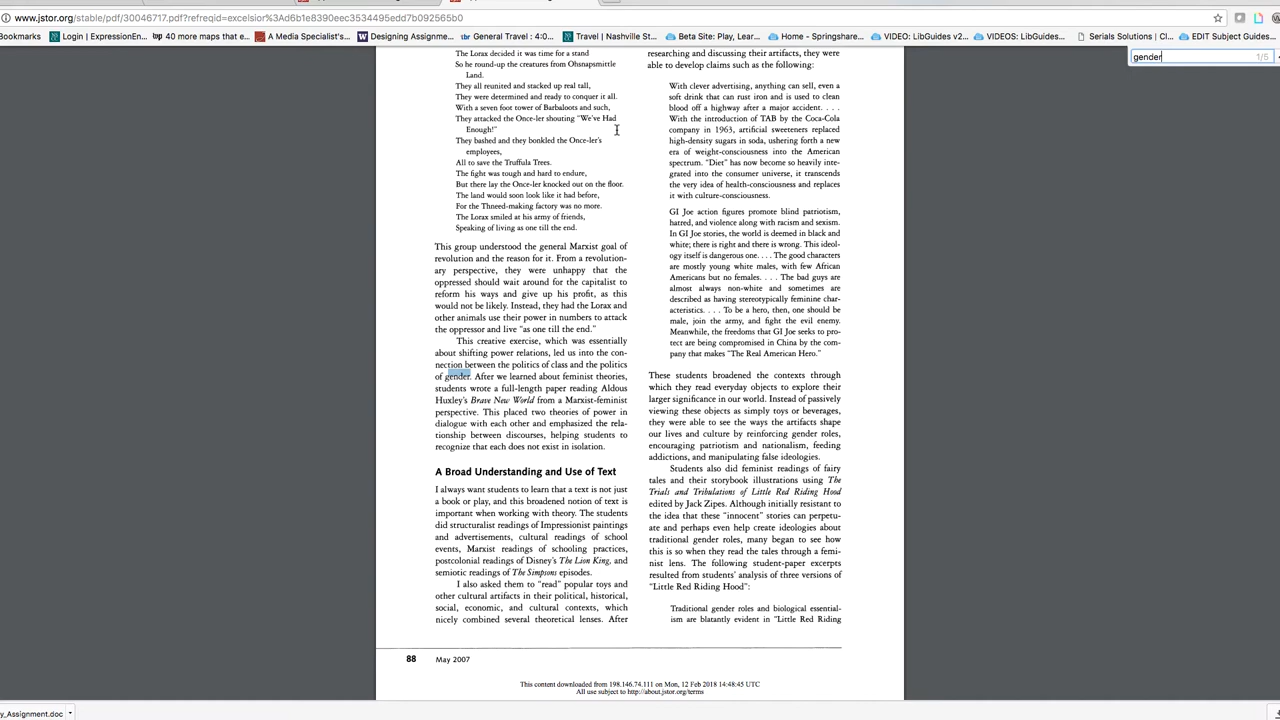 www.jstor.org/stable/pdf/30046717.pdf?refreqid=excelsior%3Ad6b1e8390eec3534495edd7b092565b0
Bookmarks Login | ExpressionEn... 40 more maps that e... A Media Specialist's... Designing Assignme... General Travel : 4:0... Travel | Nashville St... Beta Site: Play, Lear... Home - Springshare... VIDEO: LibGuides v2... VIDEOS: LibGuides... Serials Solutions | Cl... EDIT Subject Guides...
gender 1/5
The Lorax decided it was time for a stand
So he round-up the creatures from Ohsnapsmittle
Land.
They all reunited and stacked up real tall,
They were determined and ready to conquer it all.
With a seven foot tower of Barbaloots and such,
They attacked the Once-ler shouting “We’ve Had
Enough!”
They bashed and they bonkled the Once-ler’s
employees,
All to save the Truffula Trees.
The fight was tough and hard to endure,
But there lay the Once-ler knocked out on the floor.
The land would soon look like it had before,
For the Thneed-making factory was no more.
The Lorax smiled at his army of friends,
Speaking of living as one till the end.
This group understood the general Marxist goal of
revolution and the reason for it. From a revolution-
ary perspective, they were unhappy that the
oppressed should wait around for the capitalist to
reform his ways and give up his profit, as this
would not be likely. Instead, they had the Lorax and
other animals use their power in numbers to attack
the oppressor and live “as one till the end.”
This creative exercise, which was essentially
about shifting power relations, led us into the con-
nection between the politics of class and the politics
of gender. After we learned about feminist theories,
students wrote a full-length paper reading Aldous
Huxley’s Brave New World from a Marxist-feminist
perspective. This placed two theories of power in
dialogue with each other and emphasized the rela-
tionship between discourses, helping students to
recognize that each does not exist in isolation.
A Broad Understanding and Use of Text
I always want students to learn that a text is not just
a book or play, and this broadened notion of text is
important when working with theory. The students
did structuralist readings of Impressionist paintings
and advertisements, cultural readings of school
events, Marxist readings of schooling practices,
postcolonial readings of Disney’s The Lion King, and
semiotic readings of The Simpsons episodes.
I also asked them to “read” popular toys and
other cultural artifacts in their political, historical,
social, economic, and cultural contexts, which
nicely combined several theoretical lenses. After
researching and discussing their artifacts, they were
able to develop claims such as the following:
With clever advertising, anything can sell, even a
soft drink that can rust iron and is used to clean
blood off a highway after a major accident. . . .
With the introduction of TAB by the Coca-Cola
company in 1963, artificial sweeteners replaced
high-density sugars in soda, ushering forth a new
era of weight-consciousness into the American
spectrum. “Diet” has now become so heavily inte-
grated into the consumer universe, it transcends
the very idea of health-consciousness and replaces
it with culture-consciousness.
GI Joe action figures promote blind patriotism,
hatred, and violence along with racism and sexism.
In GI Joe stories, the world is deemed in black and
white; there is right and there is wrong. This ideol-
ogy itself is dangerous one. . . . The good characters
are mostly young white males, with few African
Americans but no females. . . . The bad guys are
almost always non-white and sometimes are
described as having stereotypically feminine char-
acteristics. . . . To be a hero, then, one should be
male, join the army, and fight the evil enemy.
Meanwhile, the freedoms that GI Joe seeks to pro-
tect are being compromised in China by the com-
pany that makes “The Real American Hero.”
These students broadened the contexts through
which they read everyday objects to explore their
larger significance in our world. Instead of passively
viewing these objects as simply toys or beverages,
they were able to see the ways the artifacts shape
our lives and culture by reinforcing gender roles,
encouraging patriotism and nationalism, feeding
addictions, and manipulating false ideologies.
Students also did feminist readings of fairy
tales and their storybook illustrations using The
Trials and Tribulations of Little Red Riding Hood
edited by Jack Zipes. Although initially resistant to
the idea that these “innocent” stories can perpetu-
ate and perhaps even help create ideologies about
traditional gender roles, many began to see how
this is so when they read the tales through a femi-
nist lens. The following student-paper excerpts
resulted from students’ analysis of three versions of
“Little Red Riding Hood”:
Traditional gender roles and biological essential-
ism are blatantly evident in “Little Red Riding
88 May 2007
This content downloaded from 198.146.74.111 on Mon, 12 Feb 2018 14:48:45 UTC
All use subject to http://about.jstor.org/terms
y_Assignment.doc